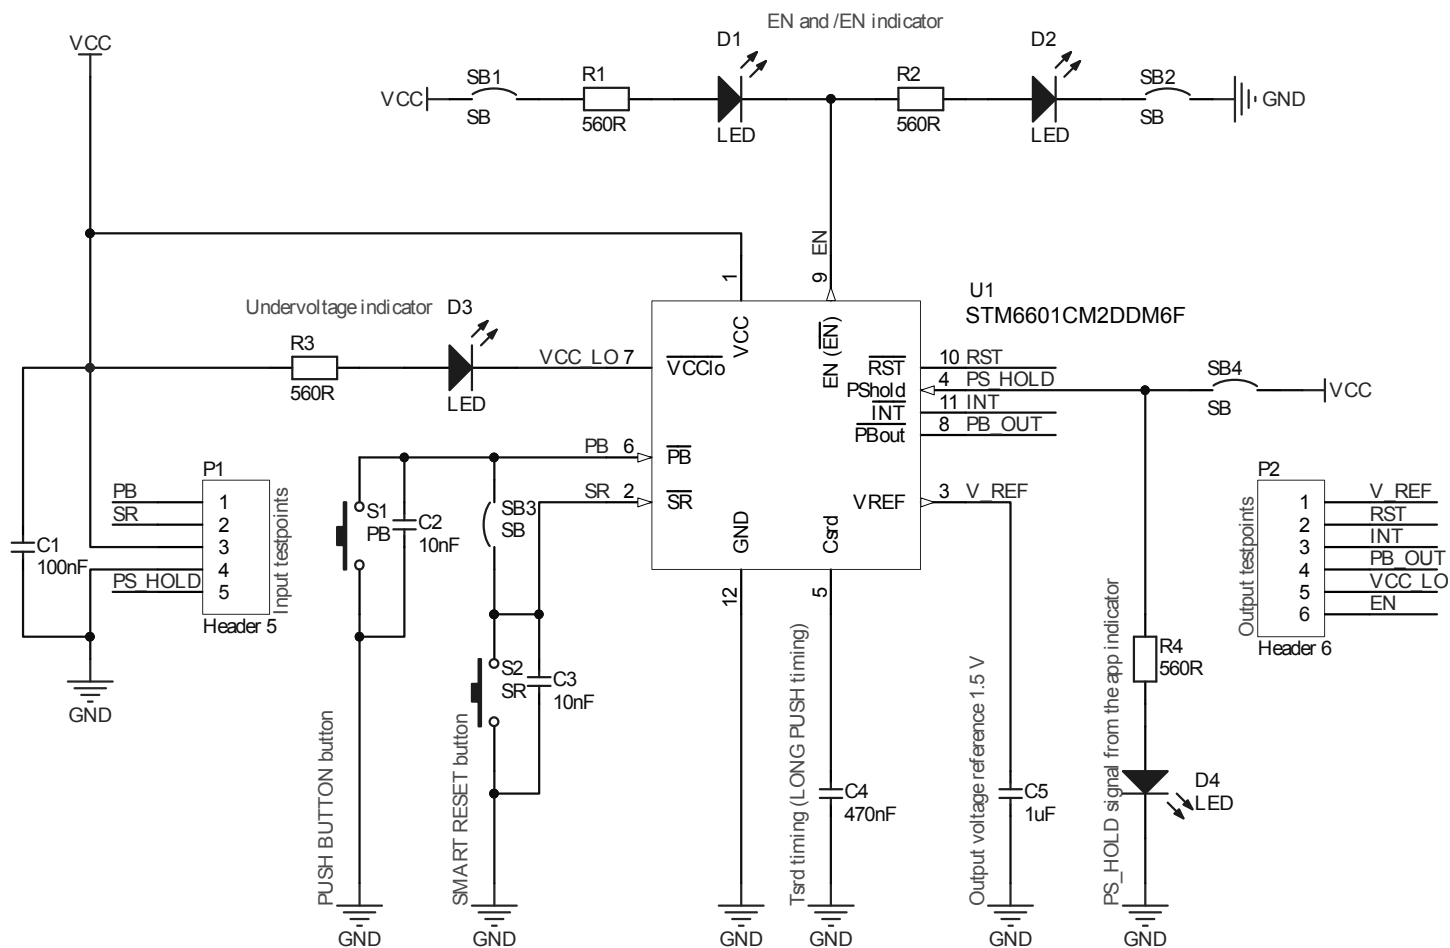 EN and /EN indicator
VCC
D1
D2
SB1
R1
R2
SB2
VCC
GND
SB
560R
LED
560R
LED
SB
EN
1
9
U1
STM6601CM2DDM6F
Undervoltage indicator
D3
R3
VCC_LO 7
VCClo
VCC
EN (EN)
RST
10 RST
560R
LED
PShold
4 PS_HOLD
SB4
VCC
INT
11 INT
SB
PBout
8 PB_OUT
PB 6
PB
P1
P2
PB
1
SR 2
SR
VREF
3 V_REF
1
V_REF
SR
2
S1
PB
C2
10nF
SB3
SB
2
RST
3
GND
Csrd
3
INT
C1
100nF
4
4
PB_OUT
PS_HOLD
5
Input testpoints
5
VCC_LO
12
5
6
EN
Output testpoints
Header 5
Header 6
S2
SR
C3
10nF
R4
560R
GND
PUSH BUTTON button
SMART RESET button
Tsrd timing (LONG PUSH timing)
C4
470nF
Output voltage reference 1.5 V
C5
1uF
PS_HOLD signal from the app indicator
D4
LED
GND
GND
GND
GND
GND
GND